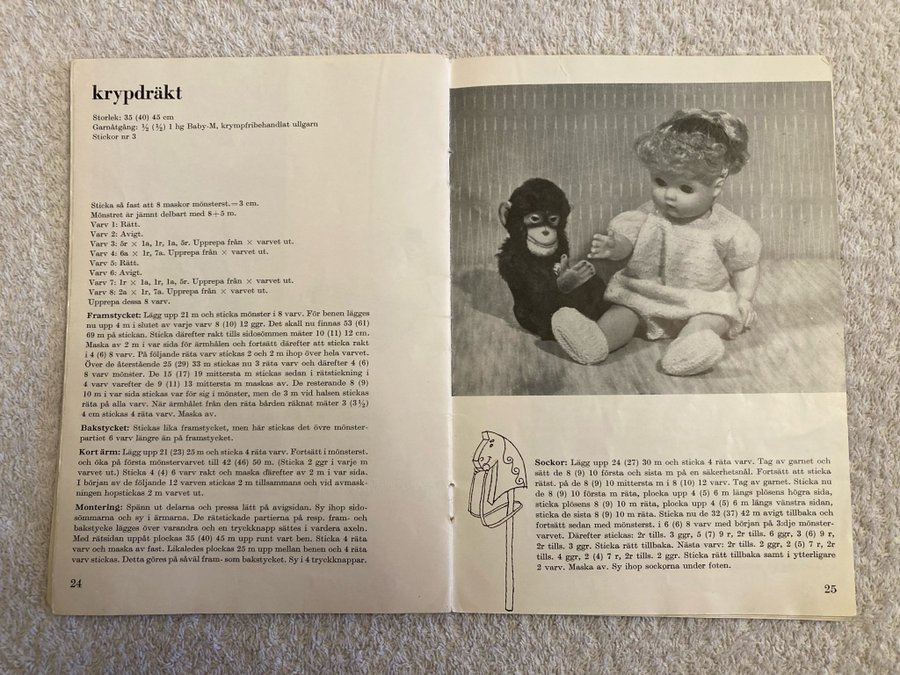 krypdräkt
Storlek: 35 (40) 45 cm
Garnåtgång: ½ (½) 1 hg Baby-M, krympfribehandlat ullgarn
Stickor nr 3
Sticka så fast att 8 maskor mönsterst.=3 cm.
Mönstret är jämnt delbart med 8+5 m.
Varv 1: Rätt.
Varv 2: Avigt.
Varv 3: 5r × 1a, 1r, 1a, 5r. Upprepa från × varvet ut.
Varv 4: 6a × 1r, 7a. Upprepa från × varvet ut.
Varv 5: Rätt.
Varv 6: Avigt.
Varv 7: 1r × 1a, 1r, 1a, 5r. Upprepa från × varvet ut.
Varv 8: 2a × 1r, 7a. Upprepa från × varvet ut.
Upprepa dessa 8 varv.
Framstycket: Lägg upp 21 m och sticka mönster i 8 varv. För benen lägges
nu upp 4 m i slutet av varje varv 8 (10) 12 ggr. Det skall nu finnas 53 (61)
69 m på stickan. Sticka därefter rakt tills sidosömmen mäter 10 (11) 12 cm.
Maska av 2 m i var sida för ärmhålen och fortsätt därefter att sticka rakt
i 4 (6) 8 varv. På följande räta varv stickas 2 och 2 m ihop över hela varvet.
Över de återstående 25 (29) 33 m stickas nu 3 räta varv och därefter 4 (6)
8 varv mönster. De 15 (17) 19 mittersta m stickas sedan i rätstickning i
4 varv varefter de 9 (11) 13 mittersta m maskas av. De resterande 8 (9)
10 m i var sida stickas var för sig i mönster, men de 3 m vid halsen stickas
räta på alla varv. När ärmhålet från den räta bården räknat mäter 3 (3½)
4 cm stickas 4 räta varv. Maska av.
Bakstycket: Stickas lika framstycket, men här stickas det övre mönster-
partiet 6 varv längre än på framstycket.
Kort ärm: Lägg upp 21 (23) 25 m och sticka 4 räta varv. Fortsätt i mönsterst.
och öka på första mönstervarvet till 42 (46) 50 m. (Sticka 2 ggr i varje m
varvet ut.) Sticka 4 (4) 6 varv rakt och maska därefter av 2 m i var sida.
I början av de följande 12 varven stickas 2 m tillsammans och vid avmask-
ningen hopstickas 2 m varvet ut.
Montering: Spänn ut delarna och pressa lätt på avigsidan. Sy ihop sido-
sömmarna och sy i ärmarna. De rätstickade partierna på resp. fram- och
bakstycke lägges över varandra och en tryckknapp sättes i vardera axeln.
Med rätsidan uppåt plockas 35 (40) 45 m upp runt vart ben. Sticka 4 räta
varv och maska av fast. Likaledes plockas 25 m upp mellan benen och 4 räta
varv stickas. Detta göres på såväl fram- som bakstycket. Sy i 4 tryckknappar.
24
Sockor: Lägg upp 24 (27) 30 m och sticka 4 räta varv. Tag av garnet och
sätt de 8 (9) 10 första och sista m på en säkerhetsnål. Fortsätt att sticka
rätst. på de 8 (9) 10 mittersta m i 8 (10) 12 varv. Tag av garnet. Sticka nu
de 8 (9) 10 första m räta, plocka upp 4 (5) 6 m längs plösens högra sida,
sticka plösens 8 (9) 10 m räta, plocka upp 4 (5) 6 m längs vänstra sidan,
sticka de sista 8 (9) 10 m räta. Sticka nu de 32 (37) 42 m avigt tillbaka och
fortsätt sedan med mönsterst. i 6 (6) 8 varv med början på 3:dje mönster-
varvet. Därefter stickas: 2r tills. 3 ggr, 5 (7) 9 r, 2r tills. 6 ggr, 3 (6) 9 r,
2r tills. 3 ggr. Sticka rätt tillbaka. Nästa varv: 2r tills. 2 ggr, 2 (5) 7 r, 2r
tills. 4 ggr, 2 (4) 7 r, 2r tills. 2 ggr. Sticka rätt tillbaka samt i ytterligare
2 varv. Maska av. Sy ihop sockorna under foten.
25